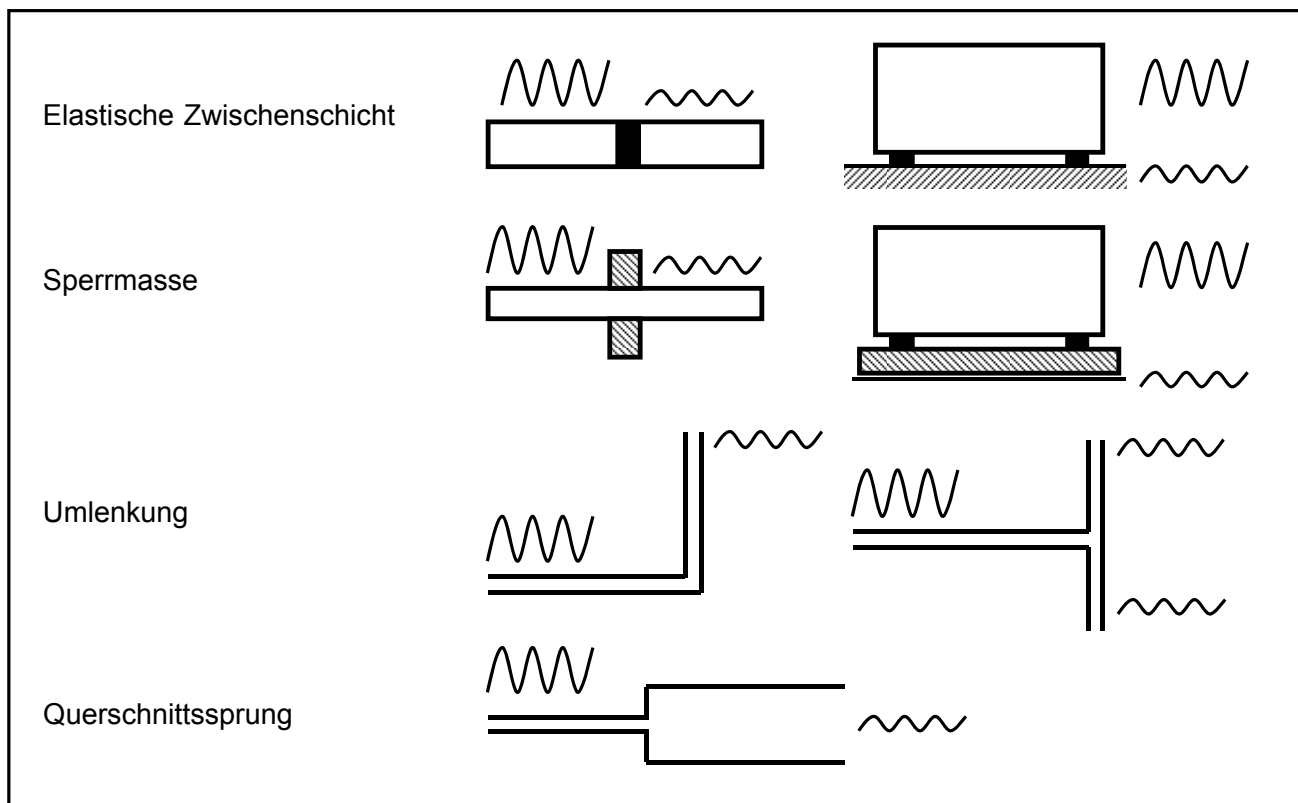 Elastische Zwischenschicht
Sperrmasse
Umlenkung
Querschnittssprung